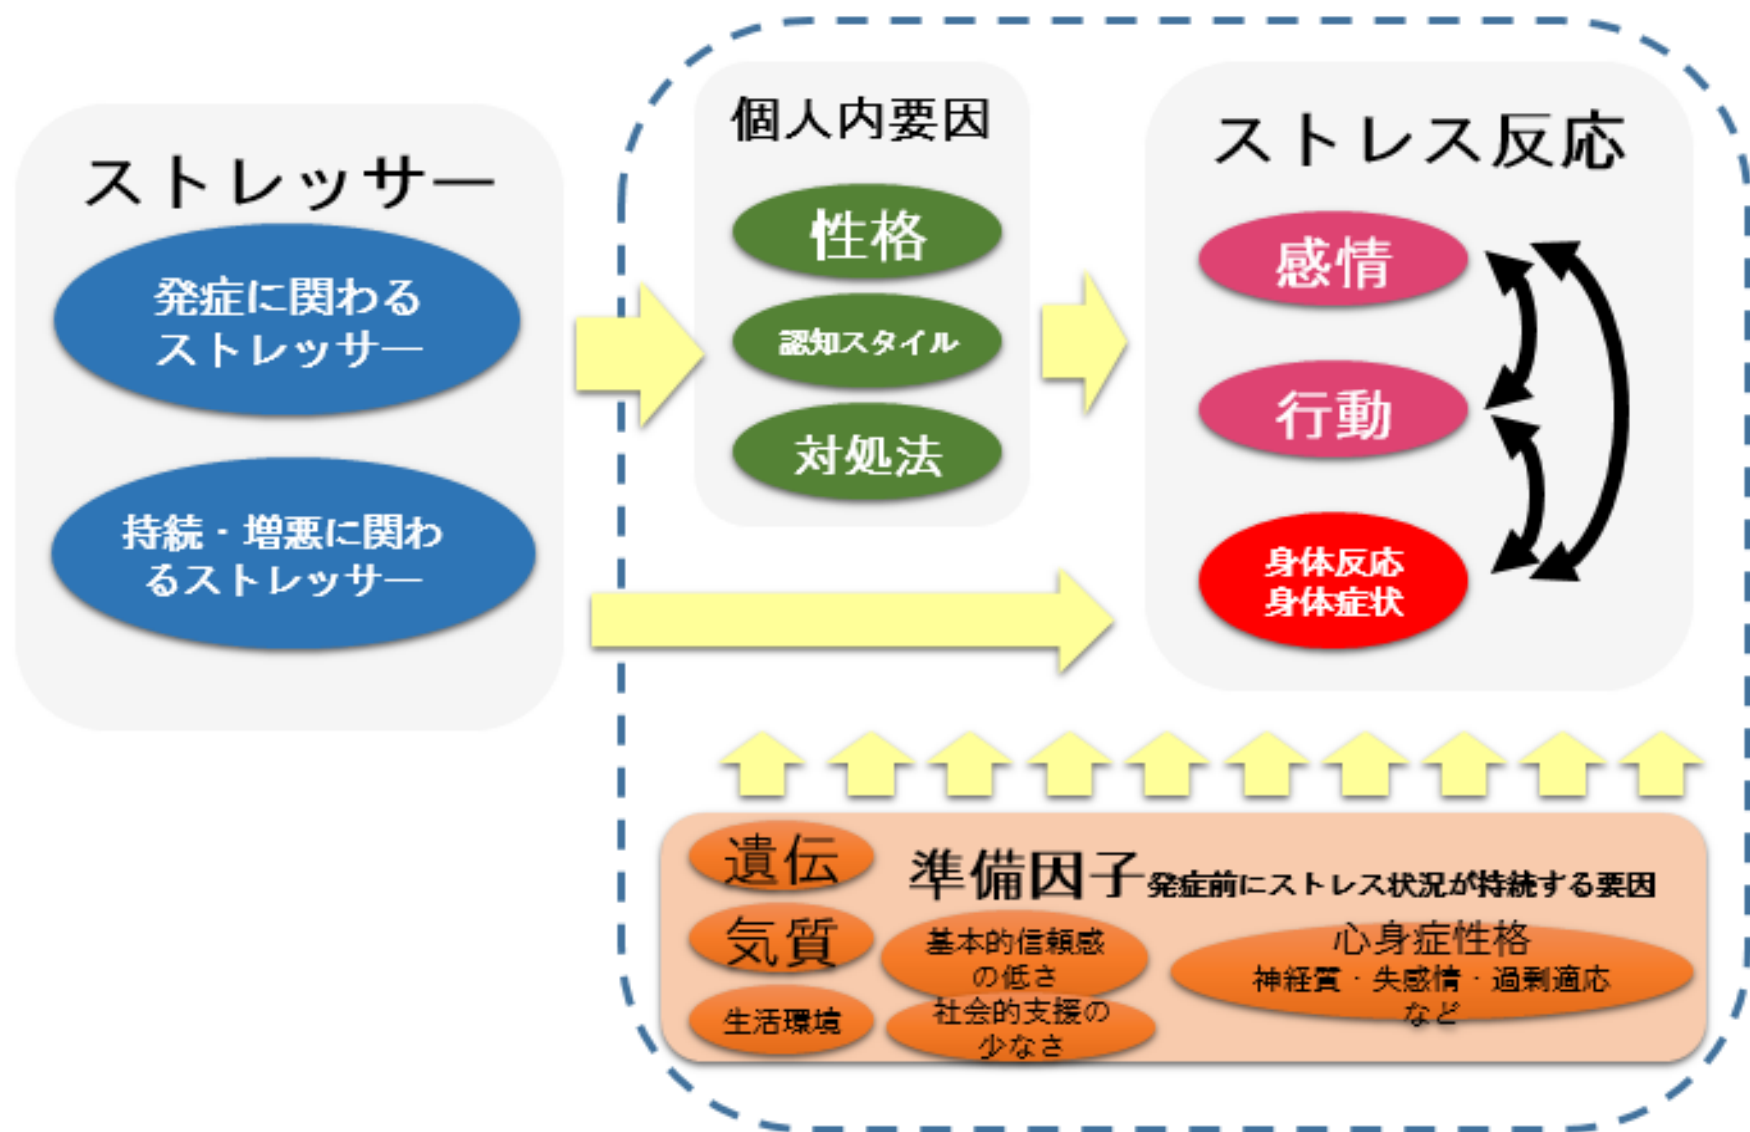 ストレッサー
発症に関わる
ストレッサー
持続・増悪に関わ
るストレッサー
個人内要因
性格
認知スタイル
対処法
ストレス反応
感情
行動
身体反応
身体症状
準備因子発症前にストレス状況が持続する要因
遺伝
気質
生活環境
基本的信頼感
の低さ
社会的支援の
少なさ
心身症性格
神経質・失感情・過剰適応
など